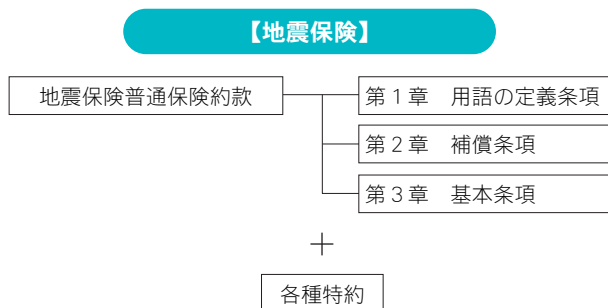 【地震保険】
地震保険普通保険約款
第1章 用語の定義条項
第2章 補償条項
第3章 基本条項
+
各種特約